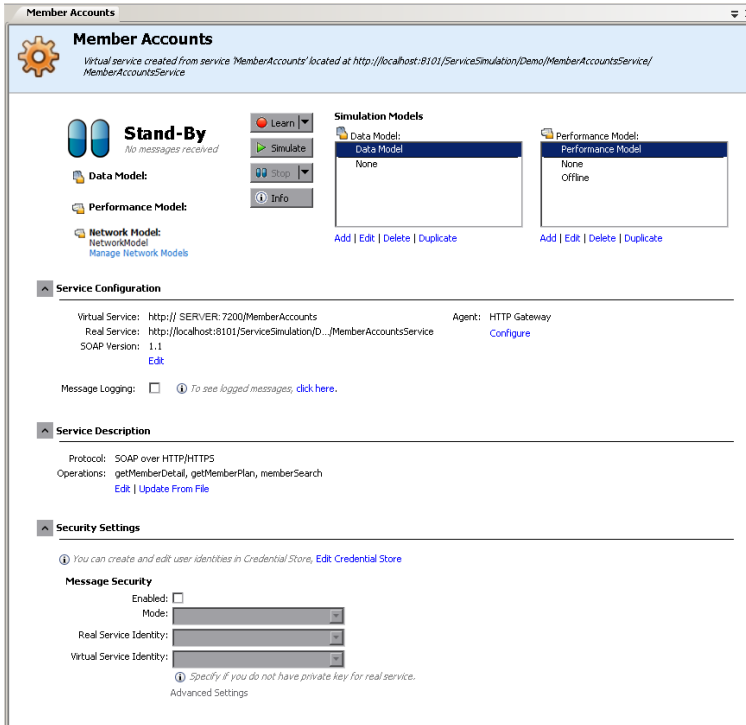 Member Accounts
Member Accounts
Virtual service created from service 'MemberAccounts' located at http://localhost:8101/ServiceSimulation/Demo/MemberAccountsService/
MemberAccountsService
Stand-By
No messages received
Data Model:
Performance Model:
Network Model:
NetworkModel
Manage Network Models
Learn
Simulate
Stop
Info
Simulation Models
Data Model:
Data Model
None
Add | Edit | Delete | Duplicate
Performance Model:
Performance Model
None
Offline
Add | Edit | Delete | Duplicate
Service Configuration
Virtual Service: http:// SERVER:7200/MemberAccounts
Agent: HTTP Gateway
Real Service: http://localhost:8101/ServiceSimulation/D.../MemberAccountsService
Configure
SOAP Version: 1.1
Edit
Message Logging: To see logged messages, click here.
Service Description
Protocol: SOAP over HTTP/HTTPS
Operations: getMemberDetail, getMemberPlan, memberSearch
Edit | Update From File
Security Settings
You can create and edit user identities in Credential Store, Edit Credential Store
Message Security
Enabled:
Mode:
Real Service Identity:
Virtual Service Identity:
Specify if you do not have private key for real service.
Advanced Settings